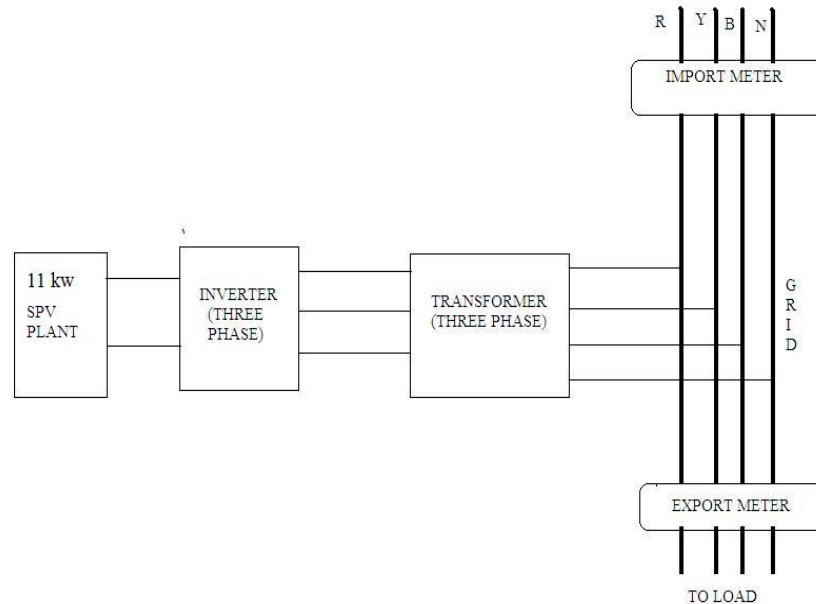 R Y B N
IMPORT METER
11 kw
SPV
PLANT
INVERTER
(THREE
PHASE)
TRANSFORMER
(THREE PHASE)
G
R
I
D
EXPORT METER
TO LOAD